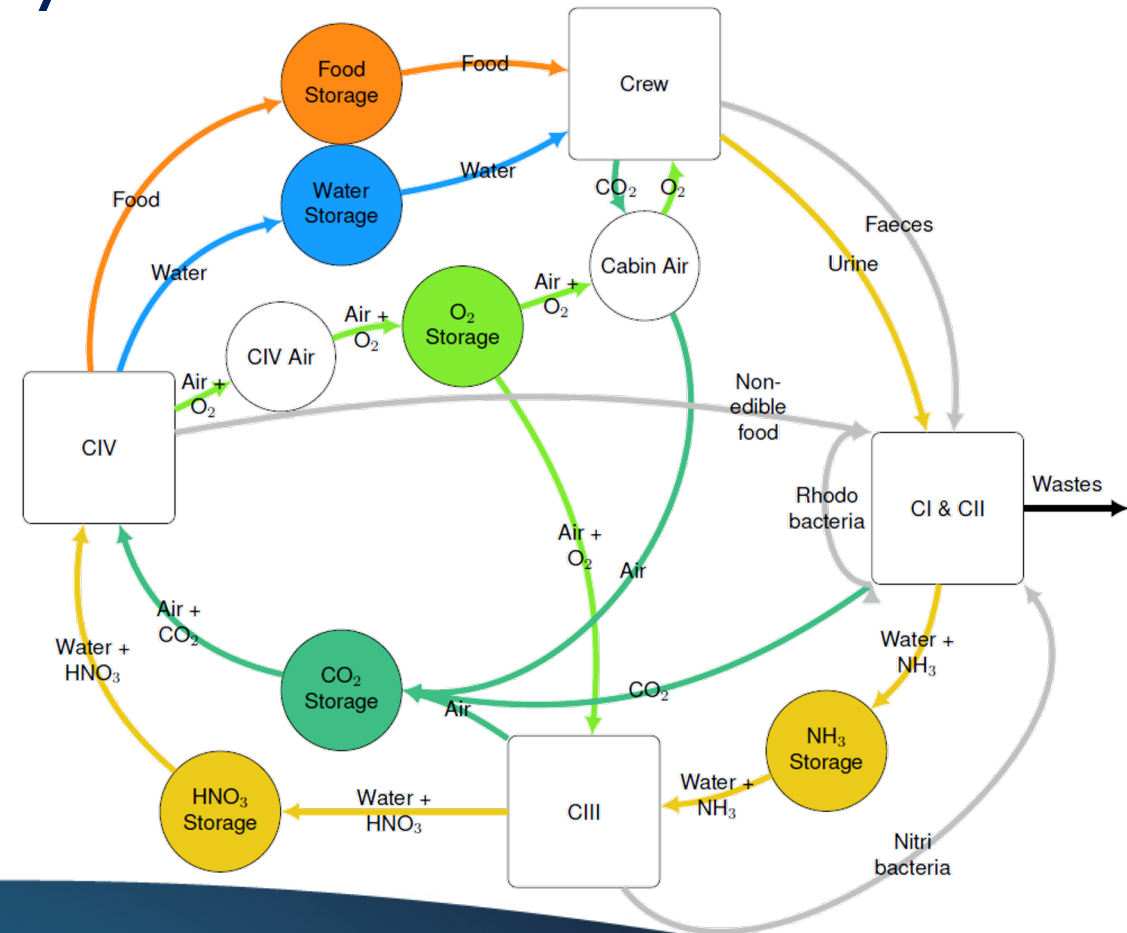 Food
Storage
Food
Crew
Water
Storage
Water
Food
Water
CO₂
O₂
Faeces
Urine
Cabin Air
Air +
O₂
O₂
Storage
Air +
O₂
CIV Air
Air +
O₂
Non-
edible
food
CIV
Rhodo
bacteria
CI & CII
Wastes
Air +
O₂
Air
Air +
CO₂
Water +
HNO₃
CO₂
Storage
CO₂
Air
Water +
NH₃
NH₃
Storage
Water +
NH₃
HNO₃
Storage
Water +
HNO₃
CIII
Nitri
bacteria